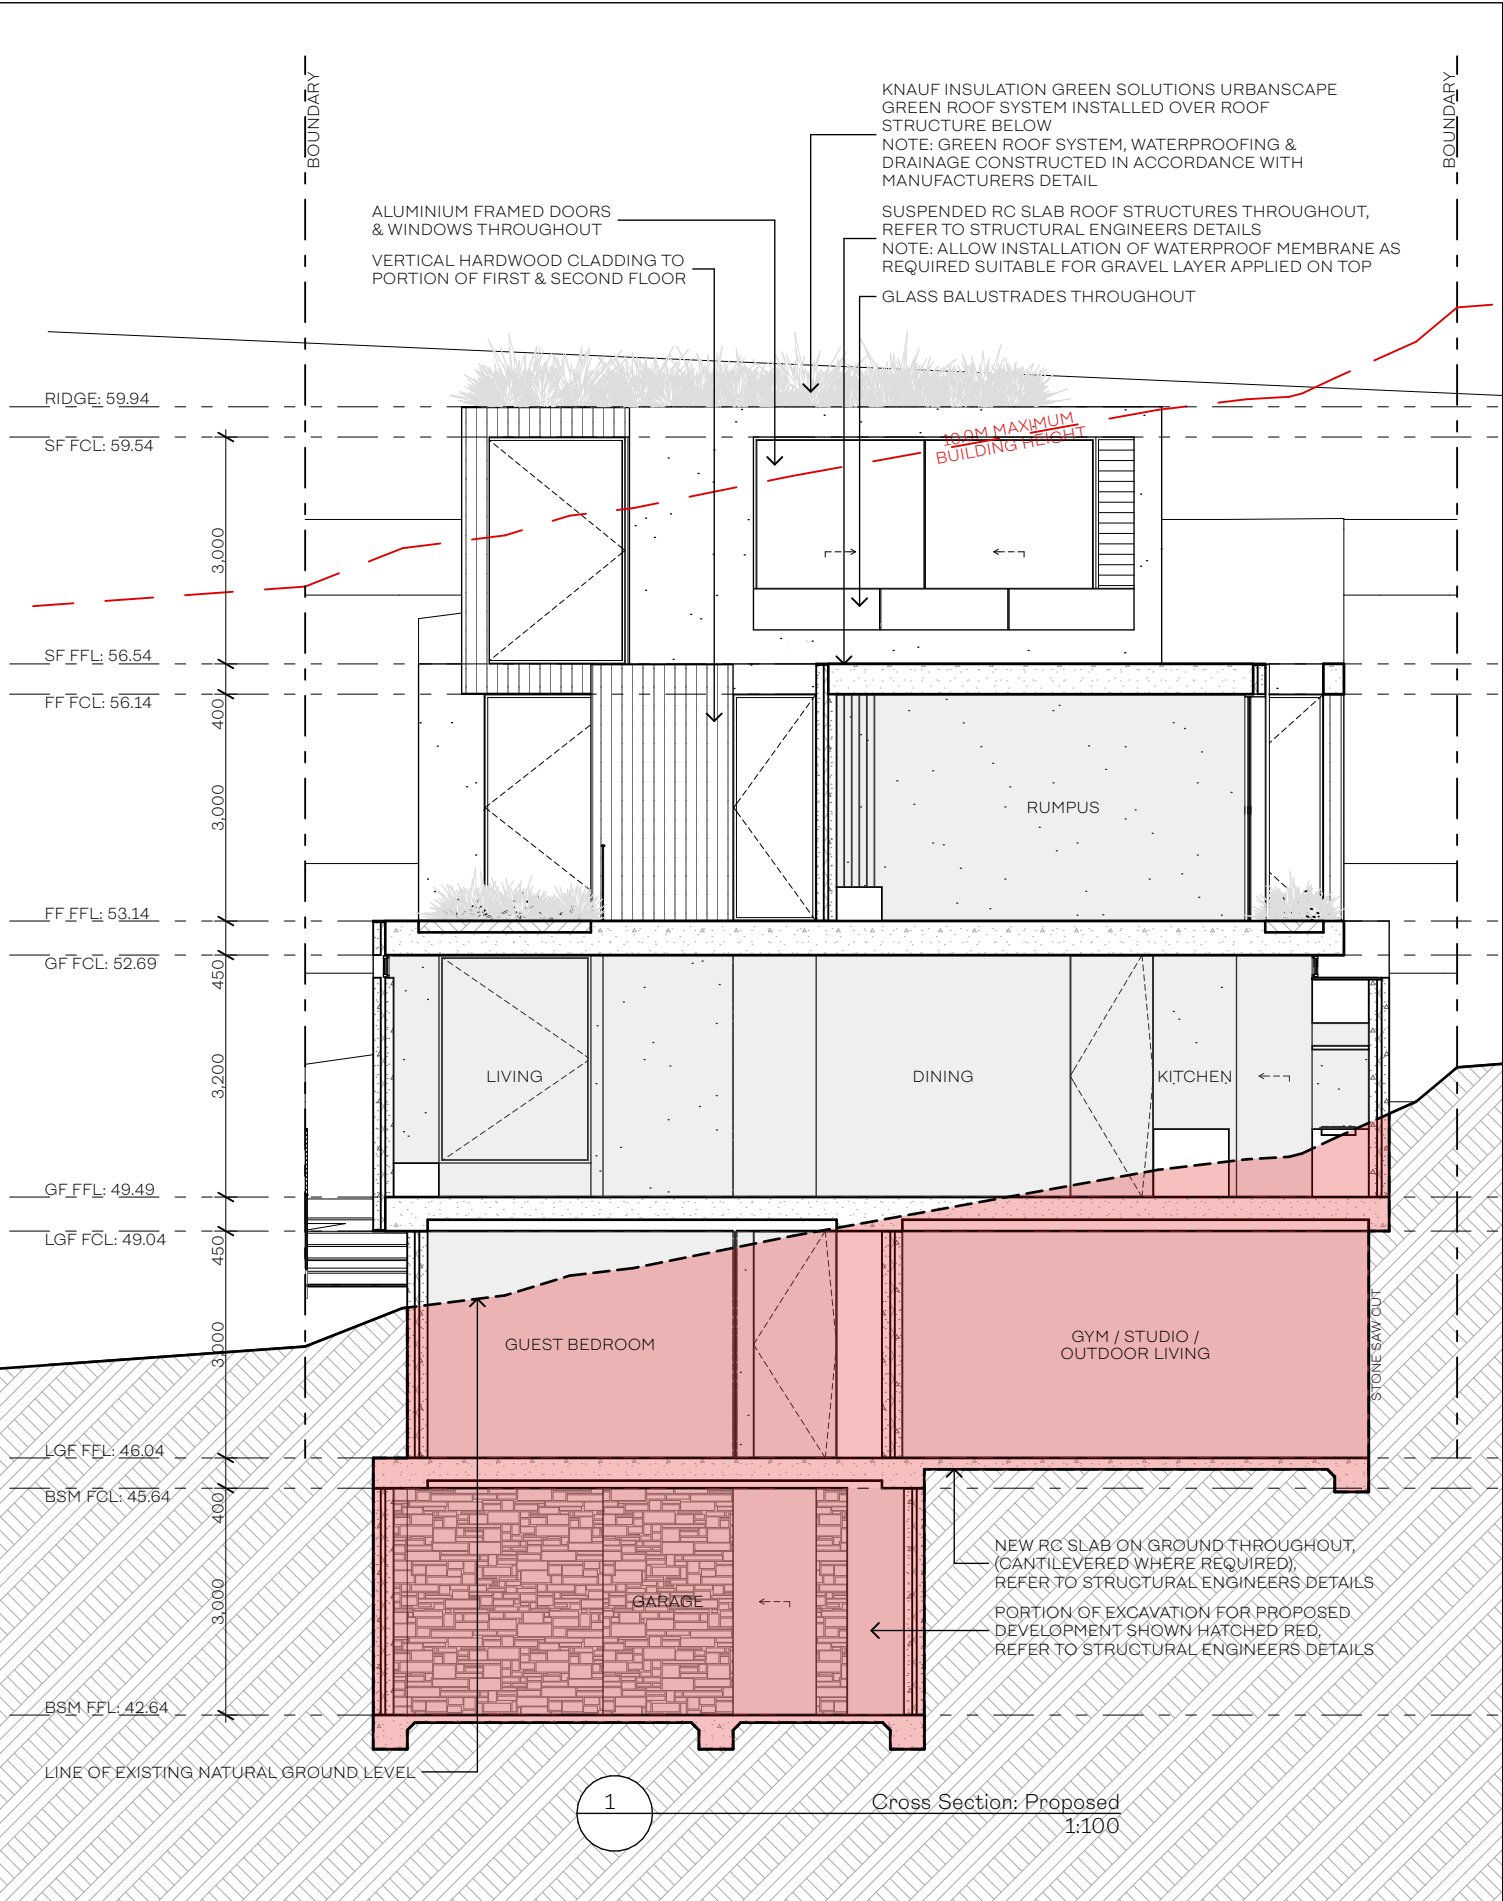 BOUNDARY
BOUNDARY
KNAUF INSULATION GREEN SOLUTIONS URBANSCAPE
GREEN ROOF SYSTEM INSTALLED OVER ROOF
STRUCTURE BELOW
NOTE: GREEN ROOF SYSTEM, WATERPROOFING &
DRAINAGE CONSTRUCTED IN ACCORDANCE WITH
MANUFACTURERS DETAIL
ALUMINIUM FRAMED DOORS
& WINDOWS THROUGHOUT
SUSPENDED RC SLAB ROOF STRUCTURES THROUGHOUT,
REFER TO STRUCTURAL ENGINEERS DETAILS
NOTE: ALLOW INSTALLATION OF WATERPROOF MEMBRANE AS
REQUIRED SUITABLE FOR GRAVEL LAYER APPLIED ON TOP
VERTICAL HARDWOOD CLADDING TO
PORTION OF FIRST & SECOND FLOOR
GLASS BALUSTRADES THROUGHOUT
RIDGE: 59.94
10.0M MAXIMUM
BUILDING HEIGHT
SF FCL: 59.54
3,000
SF FFL: 56.54
FF FCL: 56.14
400
3,000
RUMPUS
FF FFL: 53.14
GF FCL: 52.69
450
3,200
LIVING
DINING
KITCHEN
GF FFL: 49.49
LGF FCL: 49.04
450
3,000
GUEST BEDROOM
GYM / STUDIO /
OUTDOOR LIVING
STONE SAW CUT
LGF FFL: 46.04
BSM FCL: 45.64
400
3,000
GARAGE
NEW RC SLAB ON GROUND THROUGHOUT,
(CANTILEVERED WHERE REQUIRED),
REFER TO STRUCTURAL ENGINEERS DETAILS
PORTION OF EXCAVATION FOR PROPOSED
DEVELOPMENT SHOWN HATCHED RED,
REFER TO STRUCTURAL ENGINEERS DETAILS
BSM FFL: 42.64
LINE OF EXISTING NATURAL GROUND LEVEL
1
Cross Section: Proposed
1:100